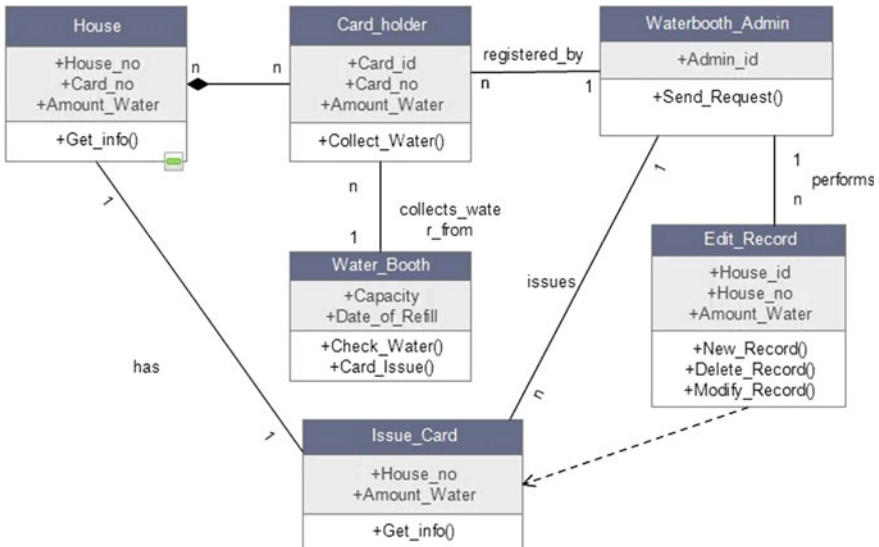 House
+House_no
+Card_no
+Amount_Water
+Get_info()
n
n
Card_holder
+Card_id
+Card_no
+Amount_Water
+Collect_Water()
registered_by
n
1
Waterbooth_Admin
+Admin_id
+Send_Request()
1
n
performs
n
1
collects_wate
r_from
Water_Booth
+Capacity
+Date_of_Refill
+Check_Water()
+Card_Issue()
1
issues
n
Edit_Record
+House_id
+House_no
+Amount_Water
+New_Record()
+Delete_Record()
+Modify_Record()
1
has
1
Issue_Card
+House_no
+Amount_Water
+Get_info()